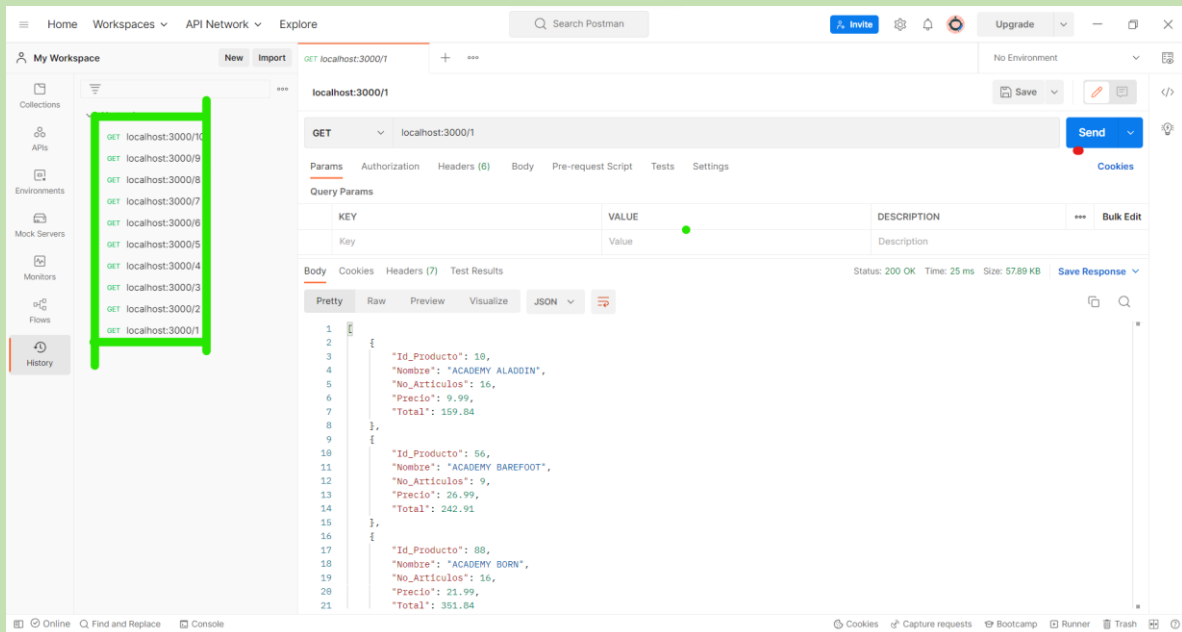 Home Workspaces API Network Explore Search Postman Invite Upgrade
My Workspace New Import GET localhost:3000/1 No Environment
Collections
APIs
Environments
Mock Servers
Monitors
Flows
History
GET localhost:3000/10
GET localhost:3000/9
GET localhost:3000/8
GET localhost:3000/7
GET localhost:3000/6
GET localhost:3000/5
GET localhost:3000/4
GET localhost:3000/3
GET localhost:3000/2
GET localhost:3000/1
localhost:3000/1 Save
GET localhost:3000/1 Send
Params Authorization Headers (6) Body Pre-request Script Tests Settings Cookies
Query Params
KEY VALUE DESCRIPTION Bulk Edit
Key Value Description
Body Cookies Headers (7) Test Results Status: 200 OK Time: 25 ms Size: 57.89 KB Save Response
Pretty Raw Preview Visualize JSON
1 [
2 {
3 "Id_Producto": 10,
4 "Nombre": "ACADEMY ALADDIN",
5 "No_Articulos": 16,
6 "Precio": 9.99,
7 "Total": 159.84
8 },
9 {
10 "Id_Producto": 56,
11 "Nombre": "ACADEMY BAREFOOT",
12 "No_Articulos": 9,
13 "Precio": 26.99,
14 "Total": 242.91
15 },
16 {
17 "Id_Producto": 88,
18 "Nombre": "ACADEMY BORN",
19 "No_Articulos": 16,
20 "Precio": 21.99,
21 "Total": 351.84
Online Find and Replace Console Cookies Capture requests Bootcamp Runner Trash